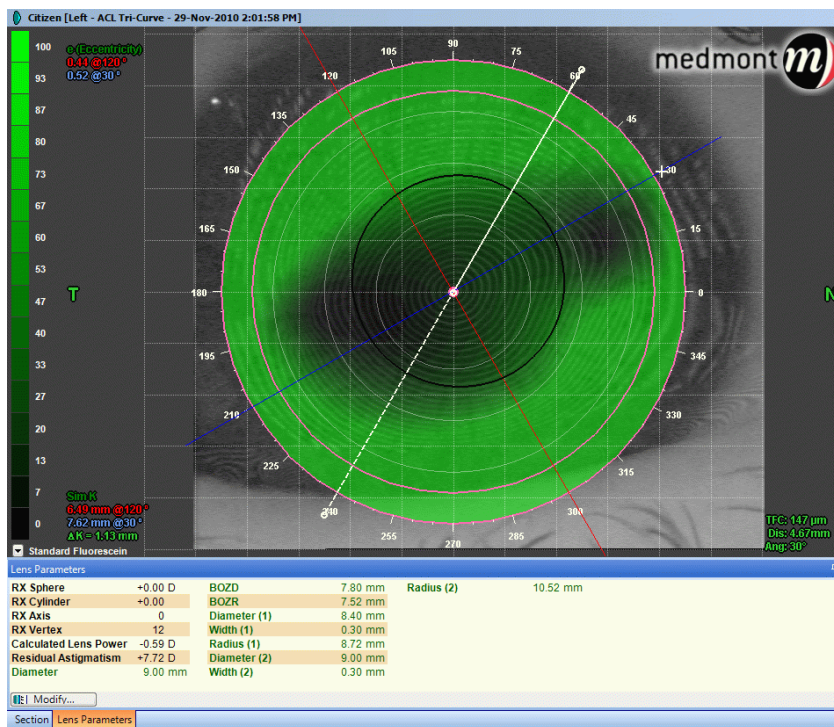 Citizen [Left - ACL Tri-Curve - 29-Nov-2010 2:01:58 PM]
100
93
87
80
73
67
60
53
47
40
33
27
20
13
7
0
e (Eccentricity)
0.44 @120°
0.52 @30°
medmont m
90
75
60
45
30
15
0
345
330
315
300
285
270
255
240
225
210
195
180
165
150
135
120
105
T
N
Sim K
6.49 mm @120°
7.62 mm @30°
ΔK = 1.13 mm
Standard Fluorescein
TFC: 147 µm
Dis: 4.67mm
Ang: 30°
Lens Parameters
RX Sphere +0.00 D BOZD 7.80 mm Radius (2) 10.52 mm
RX Cylinder +0.00 BOZR 7.52 mm
RX Axis 0 Diameter (1) 8.40 mm
RX Vertex 12 Width (1) 0.30 mm
Calculated Lens Power -0.59 D Radius (1) 8.72 mm
Residual Astigmatism +7.72 D Diameter (2) 9.00 mm
Diameter 9.00 mm Width (2) 0.30 mm
Modify...
Section Lens Parameters